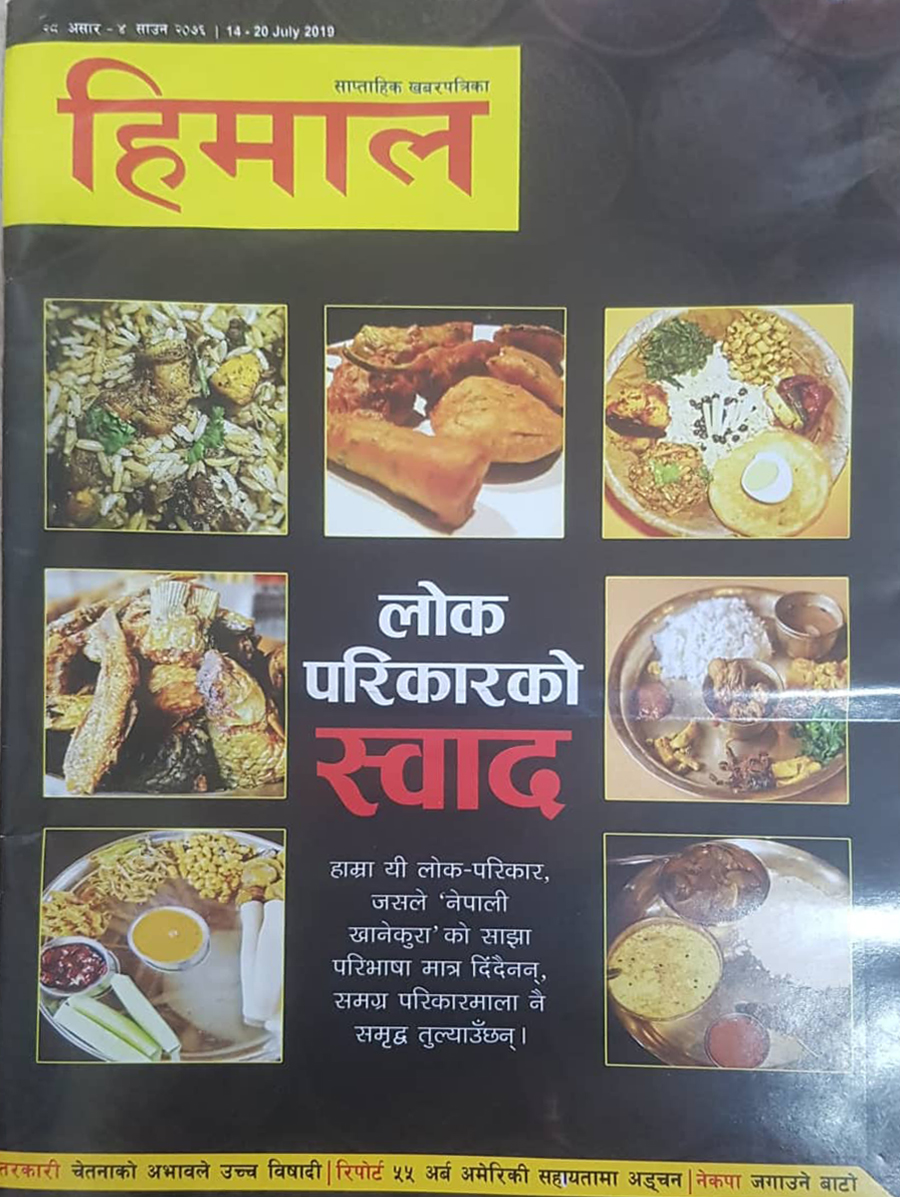 २८ असार - ४ साउन २०७६ | 14 - 20 July 2019
साप्ताहिक खबरपत्रिका
हिमाल
लोक
परिकारको
स्वाद
हाम्रा यी लोक-परिकार,
जसले ‘नेपाली
खानेकुरा’ को साझा
परिभाषा मात्र दिंदैनन्,
समग्र परिकारमाला नै
समृद्ध तुल्याउँछन् ।
तरकारी चेतनाको अभावले उच्च विषादी | रिपोर्ट ५५ अर्ब अमेरिकी सहायतामा अड्चन | नेकपा जगाउने बाटो